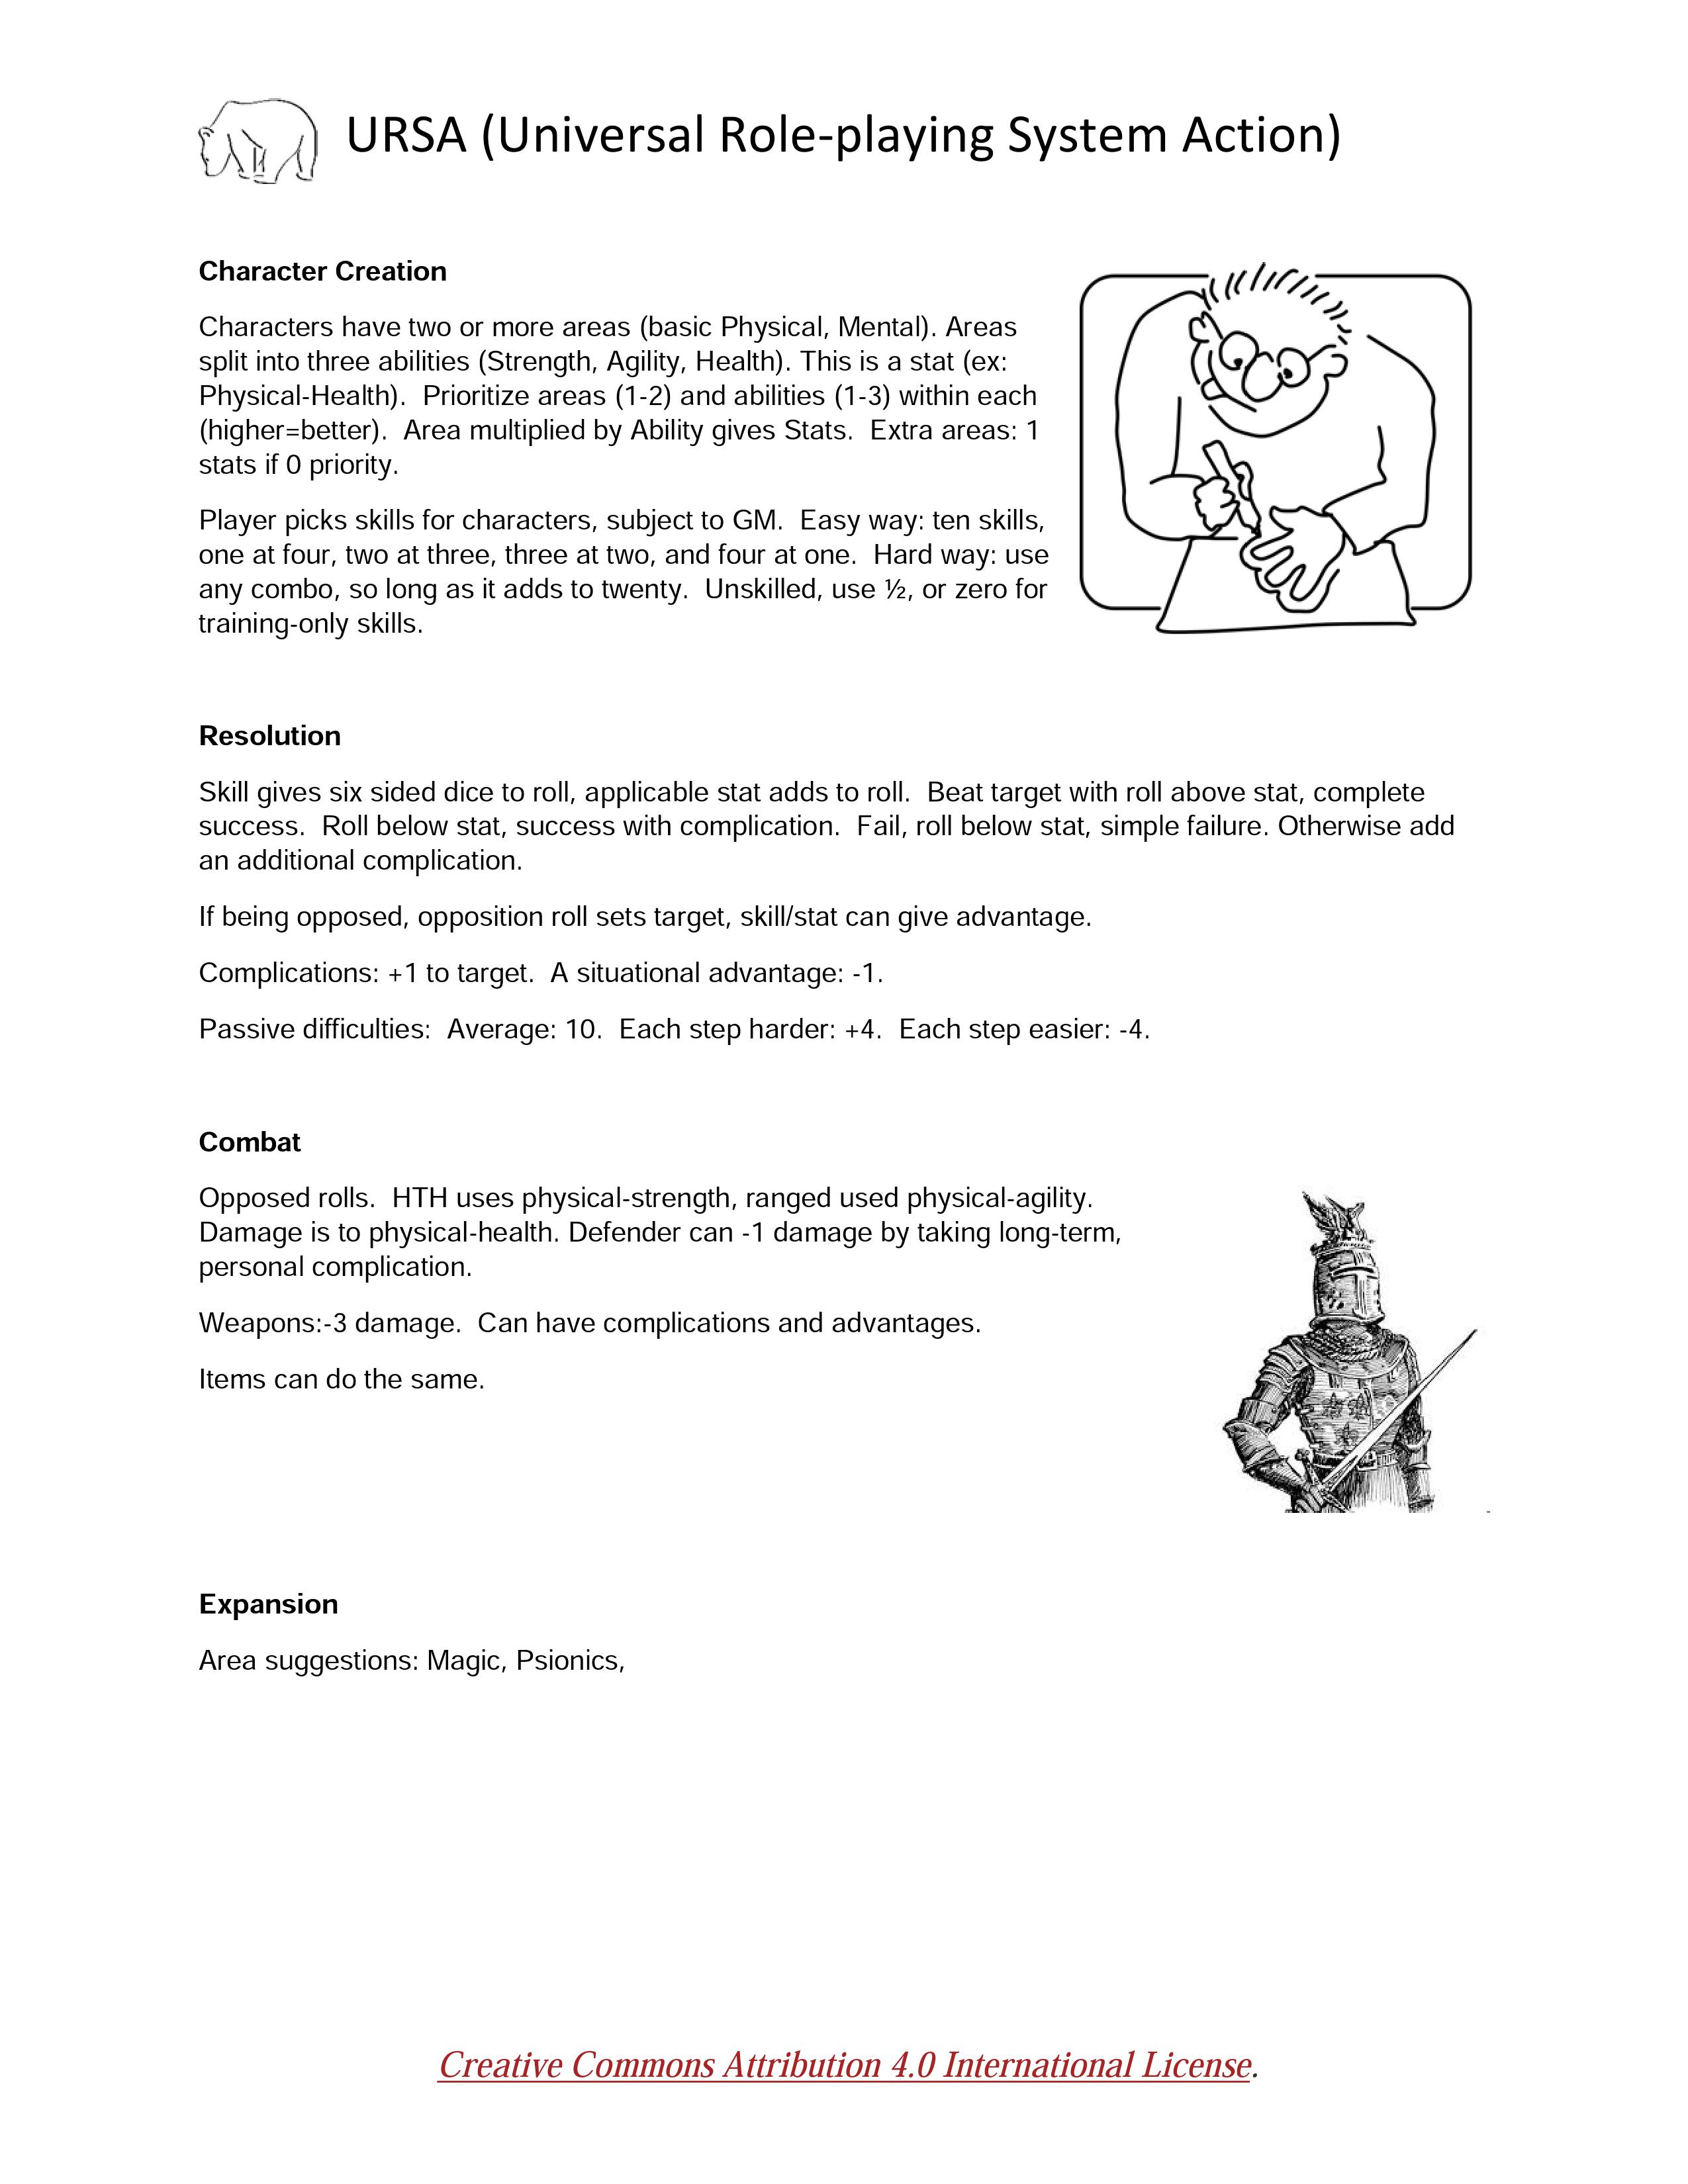 URSA (Universal Role-playing System Action)
Character Creation
Characters have two or more areas (basic Physical, Mental). Areas
split into three abilities (Strength, Agility, Health). This is a stat (ex:
Physical-Health).  Prioritize areas (1-2) and abilities (1-3) within each
(higher=better).  Area multiplied by Ability gives Stats.  Extra areas: 1
stats if 0 priority.
Player picks skills for characters, subject to GM.  Easy way: ten skills,
one at four, two at three, three at two, and four at one.  Hard way: use
any combo, so long as it adds to twenty.  Unskilled, use ½, or zero for
training-only skills.
Resolution
Skill gives six sided dice to roll, applicable stat adds to roll.  Beat target with roll above stat, complete
success.  Roll below stat, success with complication.  Fail, roll below stat, simple failure. Otherwise add
an additional complication.
If being opposed, opposition roll sets target, skill/stat can give advantage.
Complications: +1 to target.  A situational advantage: -1.
Passive difficulties:  Average: 10.  Each step harder: +4.  Each step easier: -4.
Combat
Opposed rolls.  HTH uses physical-strength, ranged used physical-agility.
Damage is to physical-health. Defender can -1 damage by taking long-term,
personal complication.
Weapons:-3 damage.  Can have complications and advantages.
Items can do the same.
Expansion
Area suggestions: Magic, Psionics,
Creative Commons Attribution 4.0 International License.